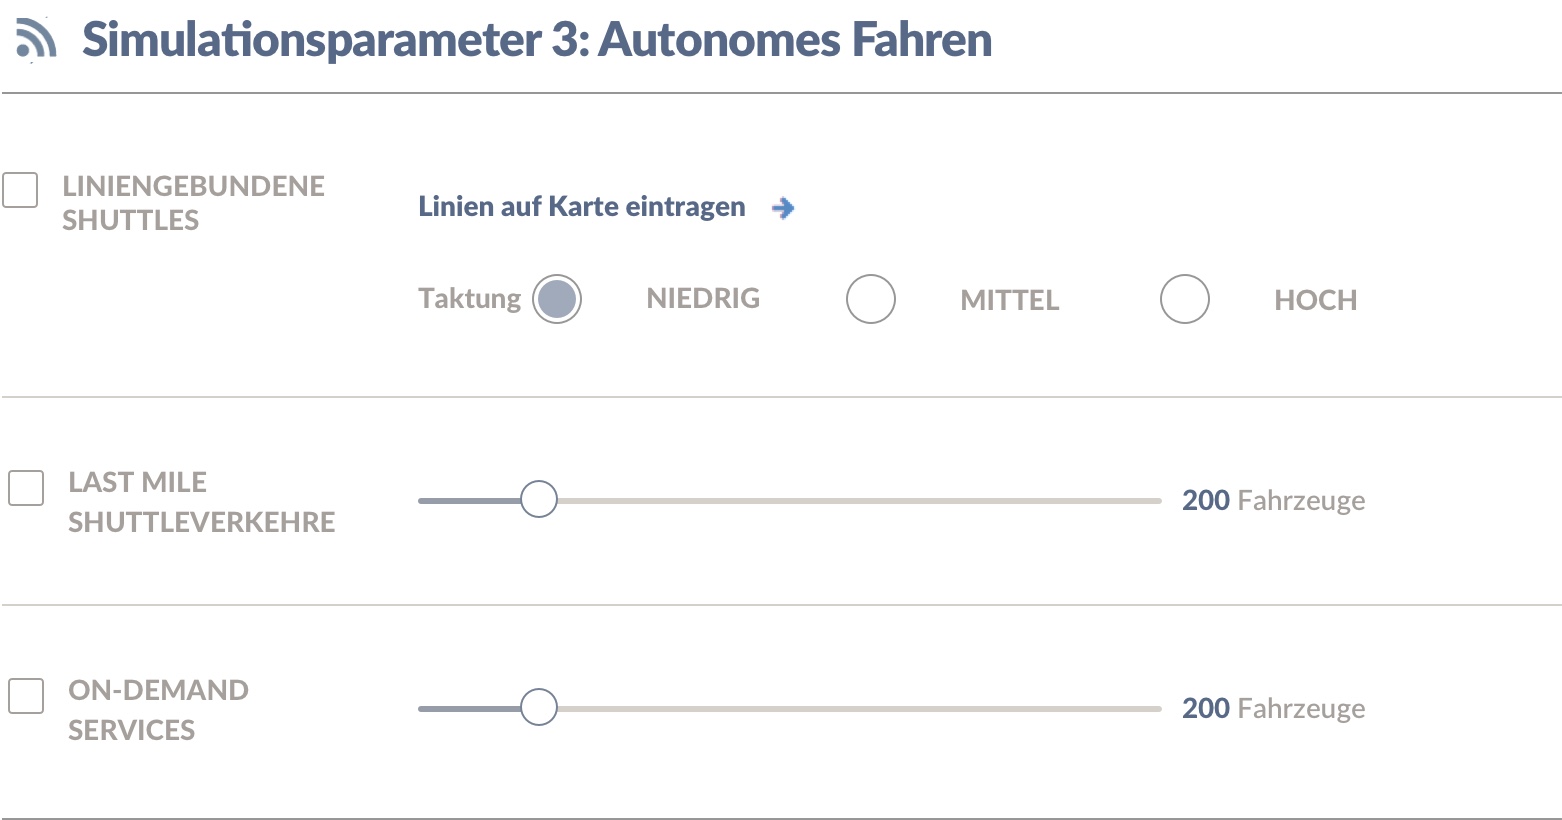 Simulationsparameter 3: Autonomes Fahren
LINIENGEBUNDENE
SHUTTLES
Linien auf Karte eintragen
Taktung NIEDRIG MITTEL HOCH
LAST MILE
SHUTTLEVERKEHRE
200 Fahrzeuge
ON-DEMAND
SERVICES
200 Fahrzeuge